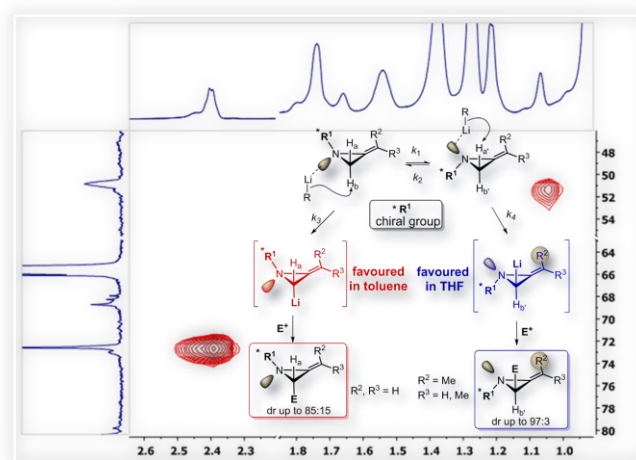 R
Li
* R¹
Hₐ
N
R²
R³
H_b
Li
R
k₁
k₂
R
Li
Hₐ'
N
* R¹
R²
R³
H_b'
k₃
* R¹
chiral group
k₄
*
R¹
Hₐ
N
R²
R³
Li
favoured
in toluene
favoured
in THF
Li
R²
N
R³
* R¹
H_b'
E⁺
E⁺
*
R¹
Hₐ
N
R²
R³
E
dr up to 85:15
R², R³ = H
R² = Me
R³ = H, Me
E
R²
N
R³
* R¹
H_b'
dr up to 97:3
48
50
52
54
64
66
68
70
72
74
76
78
80
2.6 2.5 2.4 2.3 1.8 1.7 1.6 1.5 1.4 1.3 1.2 1.1 1.0